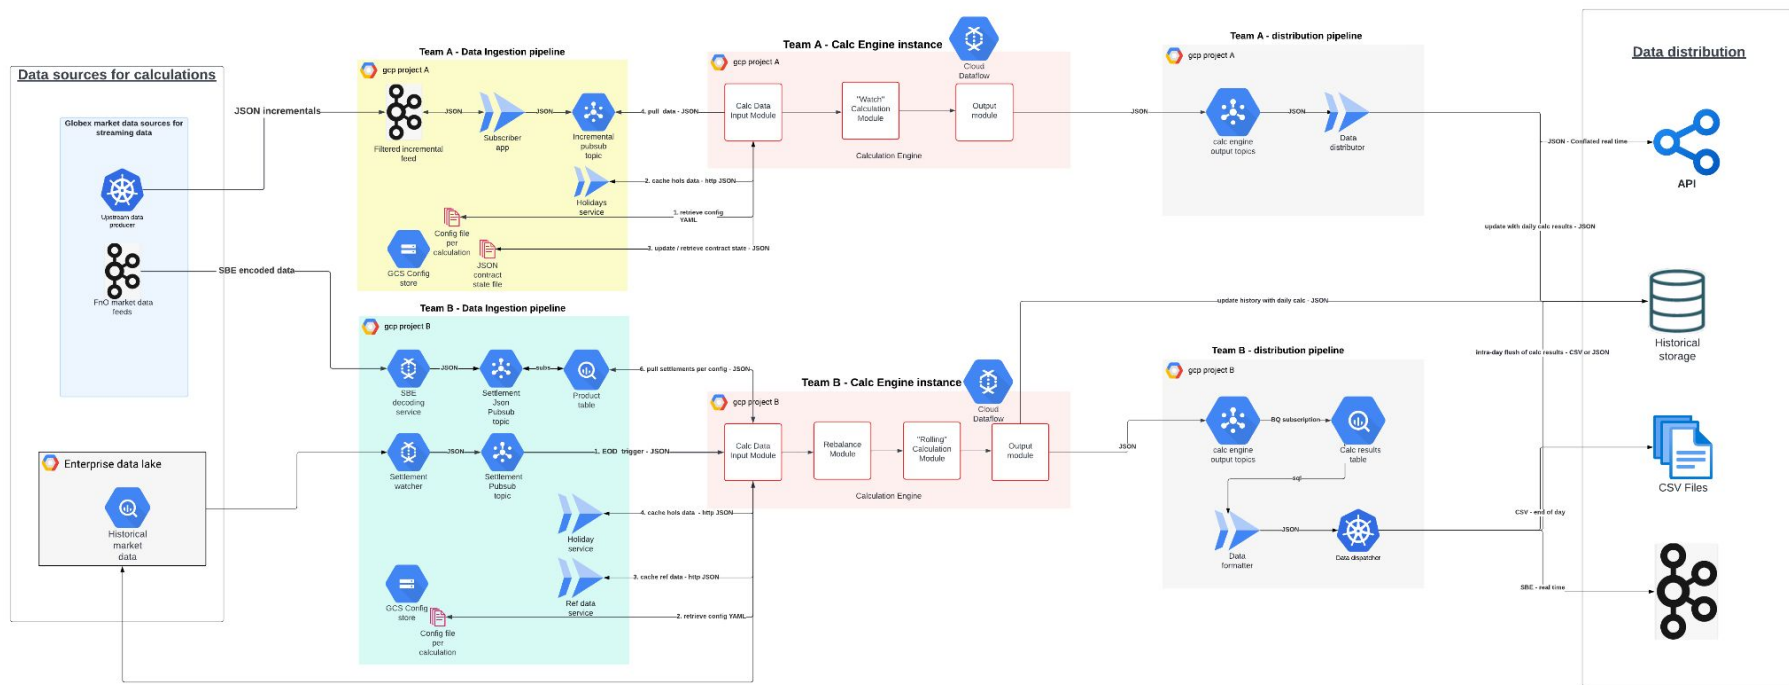 Data sources for calculations
Globex market data sources for
streaming data
Upstream data
producer
FnO market data
feeds
JSON incrementals
SBE encoded data
Enterprise data lake
Historical
market
data
Team A - Data Ingestion pipeline
gcp project A
Filtered incremental
feed
JSON
Subscriber
app
JSON
Incremental
pubsub
topic
Holidays
service
Config file
per
calculation
GCS Config
store
JSON
contract
state file
4. pull data - JSON
2. cache hols data - http JSON
1. retrieve config
YAML
3. update / retrieve contract state - JSON
Team A - Calc Engine instance
gcp project A
Cloud
Dataflow
Calc Data
Input Module
"Watch"
Calculation
Module
Output
module
Calculation Engine
JSON
Team A - distribution pipeline
gcp project A
calc engine
output topics
JSON
Data
distributor
Team B - Data Ingestion pipeline
gcp project B
SBE
decoding
service
JSON
Settlement
Json
Pubsub
topic
subs
Product
table
Settlement
watcher
JSON
Settlement
Pubsub
topic
Holiday
service
Ref data
service
GCS Config
store
Config file
per
calculation
6. pull settlements per config - JSON
1. EOD trigger - JSON
4. cache hols data - http JSON
3. cache ref data - http JSON
2. retrieve config YAML
Team B - Calc Engine instance
gcp project B
Cloud
Dataflow
Calc Data
Input Module
Rebalance
Module
"Rolling"
Calculation
Module
Output
module
Calculation Engine
JSON
update history with daily calc - JSON
Team B - distribution pipeline
gcp project B
calc engine
output topics
BQ subscription
Calc results
table
sql
Data
formatter
JSON
Data dispatcher
Data distribution
JSON - Conflated real time
API
update with daily calc results - JSON
Historical
storage
intra-day flush of calc results - CSV or JSON
CSV Files
CSV - end of day
SBE - real time